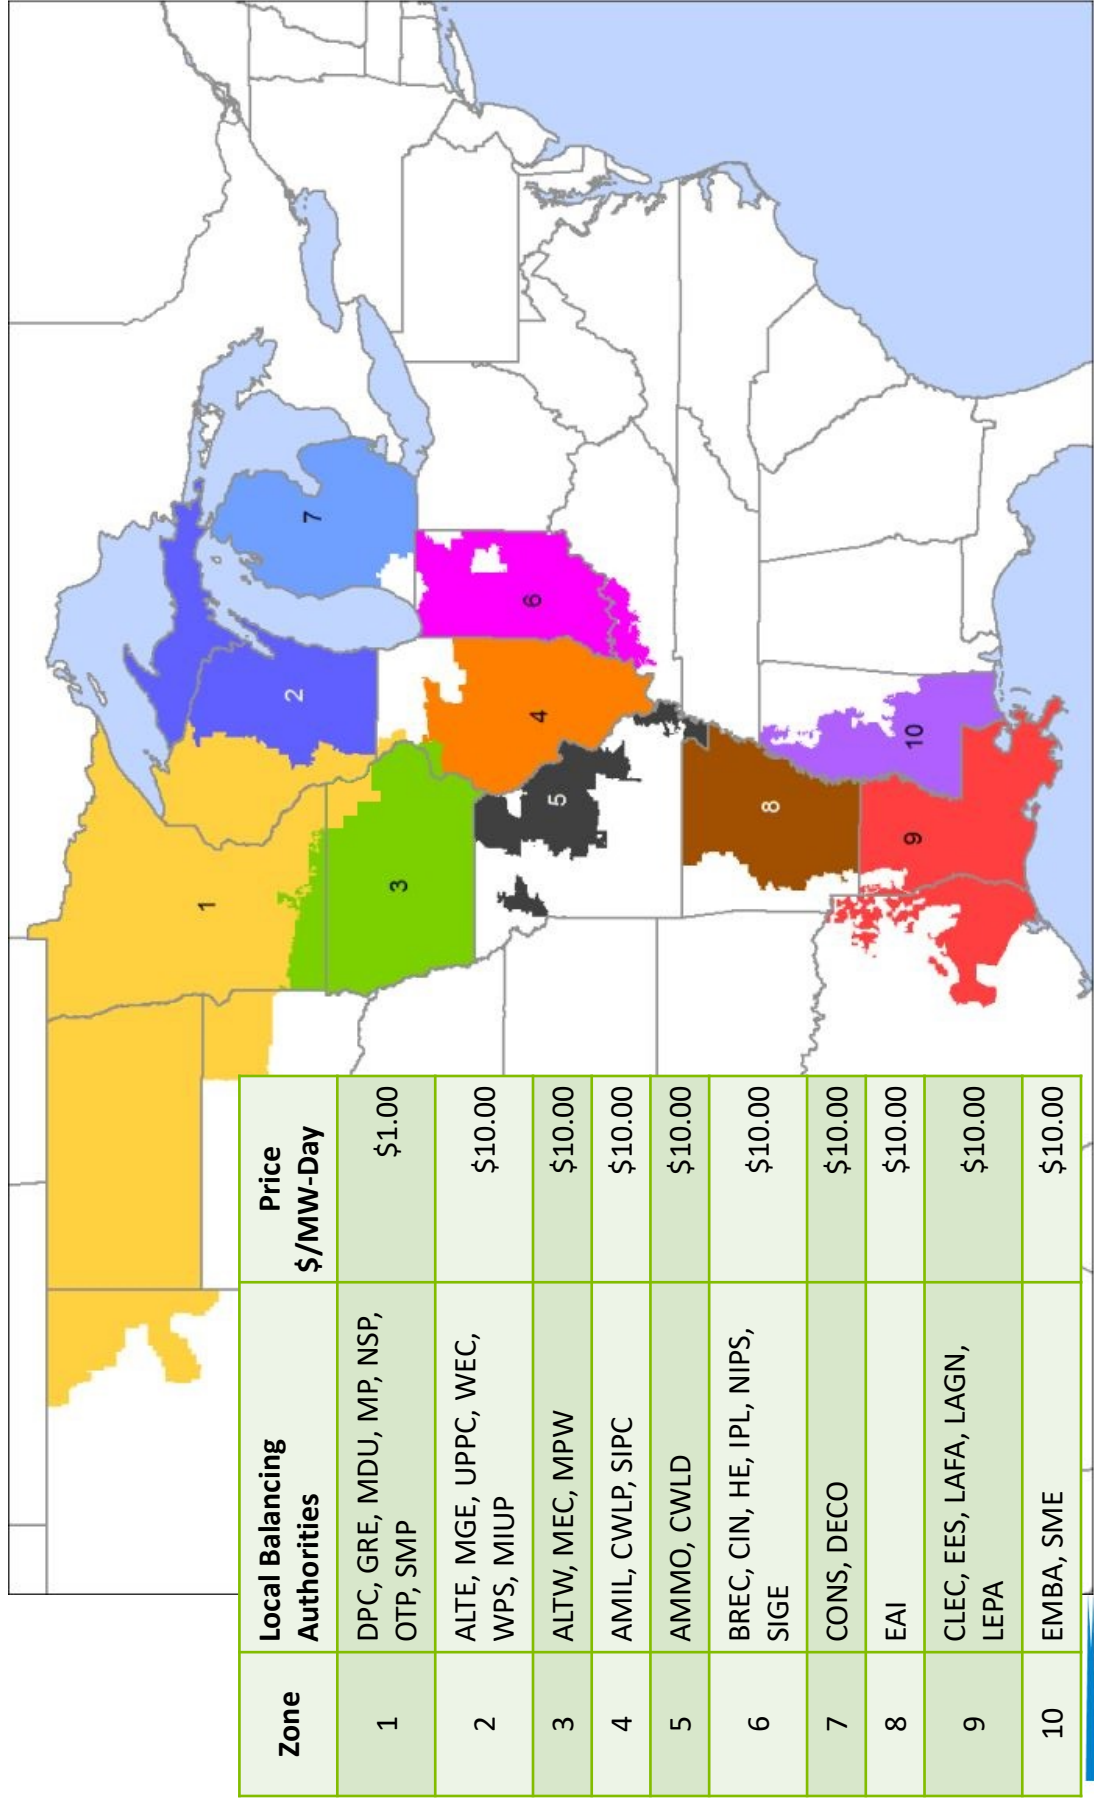 Zone Local Balancing Authorities Price $/MW-Day
1 DPC, GRE, MDU, MP, NSP, OTP, SMP $1.00
2 ALTE, MGE, UPPC, WEC, WPS, MIUP $10.00
3 ALTW, MEC, MPW $10.00
4 AMIL, CWLP, SIPC $10.00
5 AMMO, CWLD $10.00
6 BREC, CIN, HE, IPL, NIPS, SIGE $10.00
7 CONS, DECO $10.00
8 EAI $10.00
9 CLEC, EES, LAFA, LAGN, LEPA $10.00
10 EMBA, SME $10.00
1
2
7
3
6
4
5
8
10
9